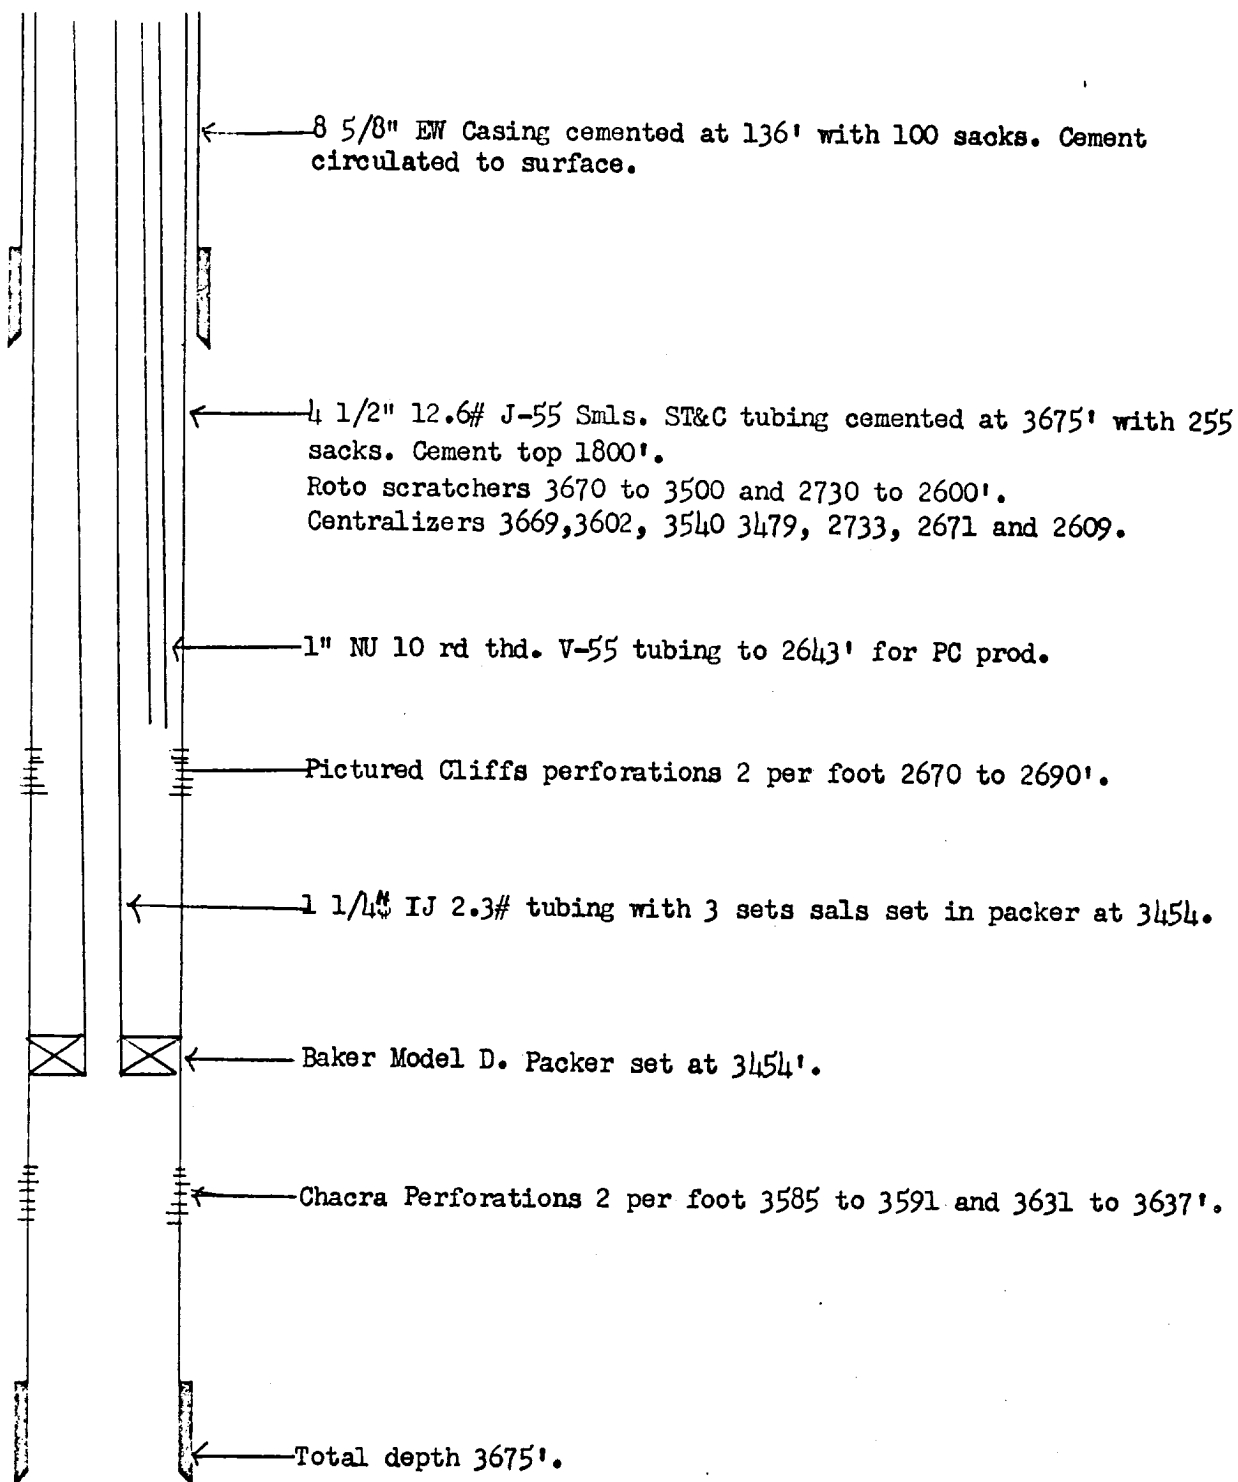 8 5/8" EW Casing cemented at 136' with 100 sacks. Cement
circulated to surface.
4 1/2" 12.6# J-55 Smls. ST&C tubing cemented at 3675' with 255
sacks. Cement top 1800'.
Roto scratchers 3670 to 3500 and 2730 to 2600'.
Centralizers 3669,3602, 3540 3479, 2733, 2671 and 2609.
1" NU 10 rd thd. V-55 tubing to 2643' for PC prod.
Pictured Cliffs perforations 2 per foot 2670 to 2690'.
1 1/4" IJ 2.3# tubing with 3 sets sals set in packer at 3454.
Baker Model D. Packer set at 3454'.
Chacra Perforations 2 per foot 3585 to 3591 and 3631 to 3637'.
Total depth 3675'.